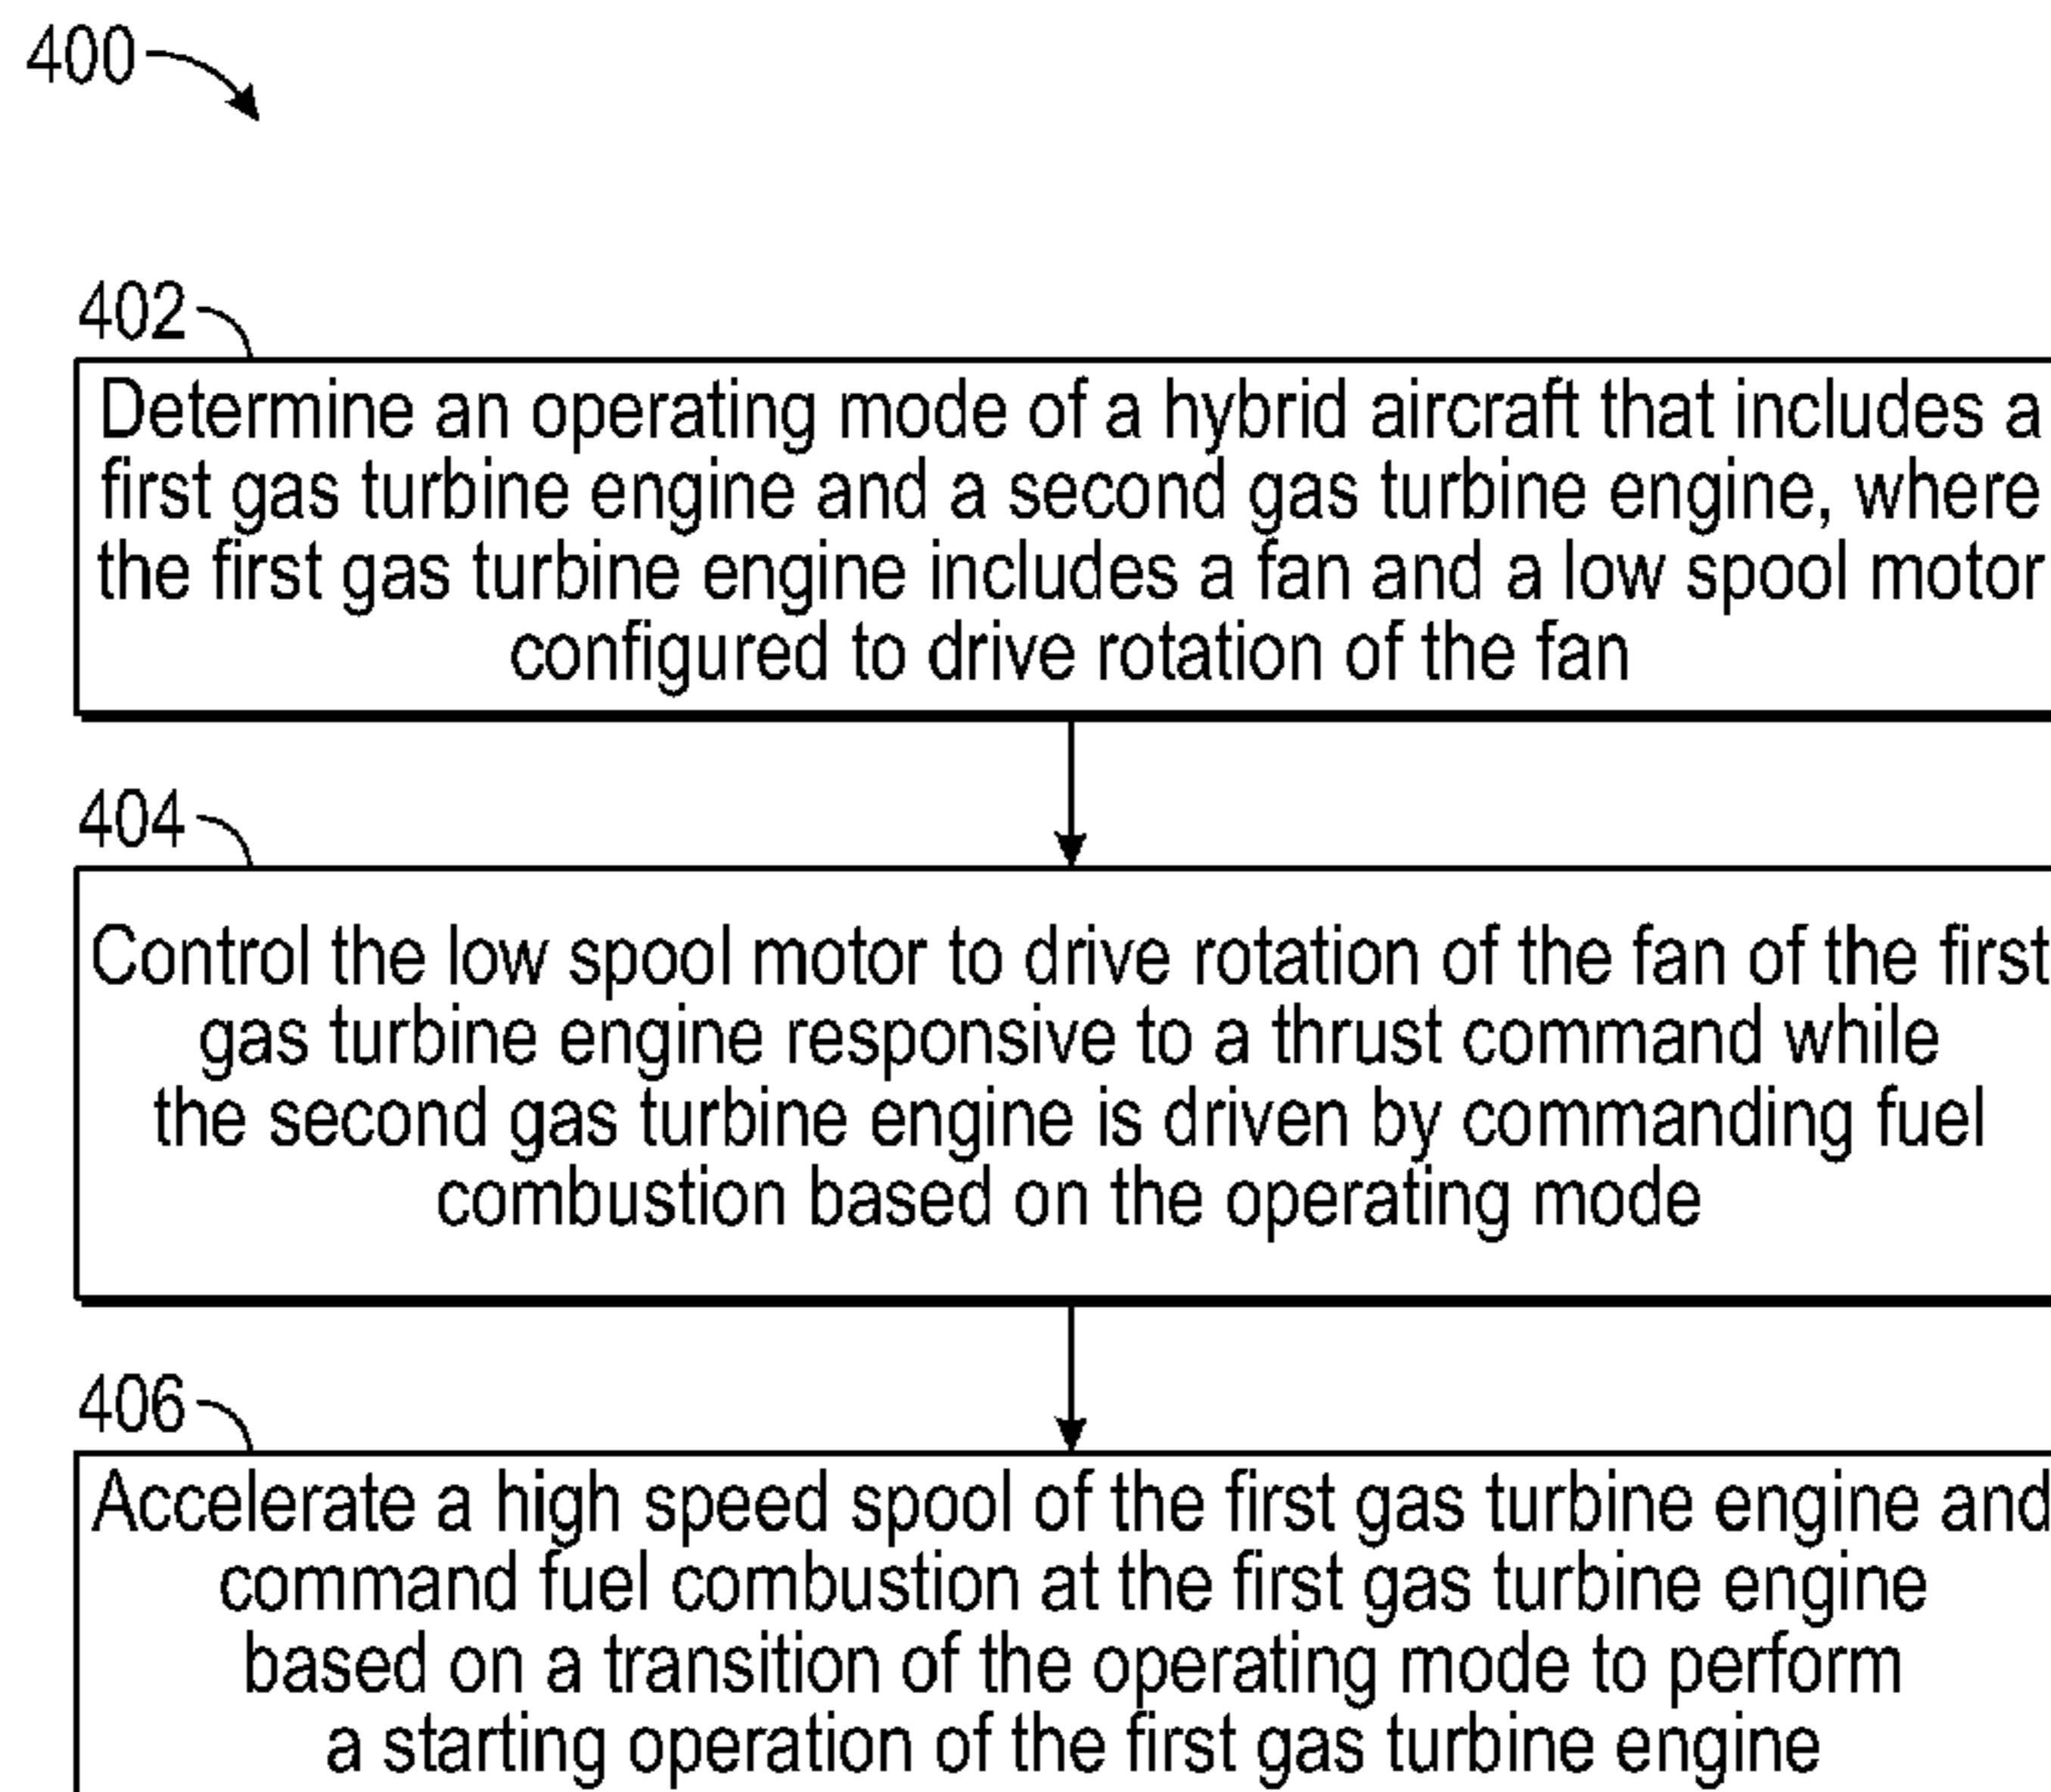 400
402
Determine an operating mode of a hybrid aircraft that includes a
first gas turbine engine and a second gas turbine engine, where
the first gas turbine engine includes a fan and a low spool motor
configured to drive rotation of the fan
404
Control the low spool motor to drive rotation of the fan of the first
gas turbine engine responsive to a thrust command while
the second gas turbine engine is driven by commanding fuel
combustion based on the operating mode
406
Accelerate a high speed spool of the first gas turbine engine and
command fuel combustion at the first gas turbine engine
based on a transition of the operating mode to perform
a starting operation of the first gas turbine engine